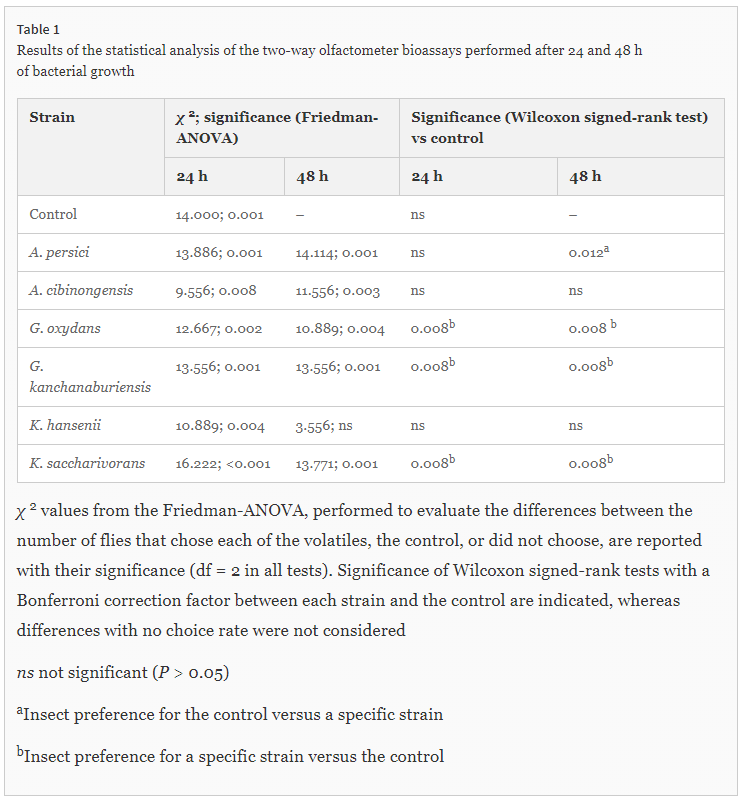 Table 1
Results of the statistical analysis of the two-way olfactometer bioassays performed after 24 and 48 h
of bacterial growth
Strain χ ²; significance (Friedman- Significance (Wilcoxon signed-rank test)
ANOVA) vs control
24 h 48 h 24 h 48 h
Control 14.000; 0.001 – ns –
A. persici 13.886; 0.001 14.114; 0.001 ns 0.012ᵃ
A. cibinongensis 9.556; 0.008 11.556; 0.003 ns ns
G. oxydans 12.667; 0.002 10.889; 0.004 0.008ᵇ 0.008 ᵇ
G. 13.556; 0.001 13.556; 0.001 0.008ᵇ 0.008ᵇ
kanchanaburiensis
K. hansenii 10.889; 0.004 3.556; ns ns ns
K. saccharivorans 16.222; <0.001 13.771; 0.001 0.008ᵇ 0.008ᵇ
χ ² values from the Friedman-ANOVA, performed to evaluate the differences between the
number of flies that chose each of the volatiles, the control, or did not choose, are reported
with their significance (df = 2 in all tests). Significance of Wilcoxon signed-rank tests with a
Bonferroni correction factor between each strain and the control are indicated, whereas
differences with no choice rate were not considered
ns not significant (P > 0.05)
ᵃInsect preference for the control versus a specific strain
ᵇInsect preference for a specific strain versus the control